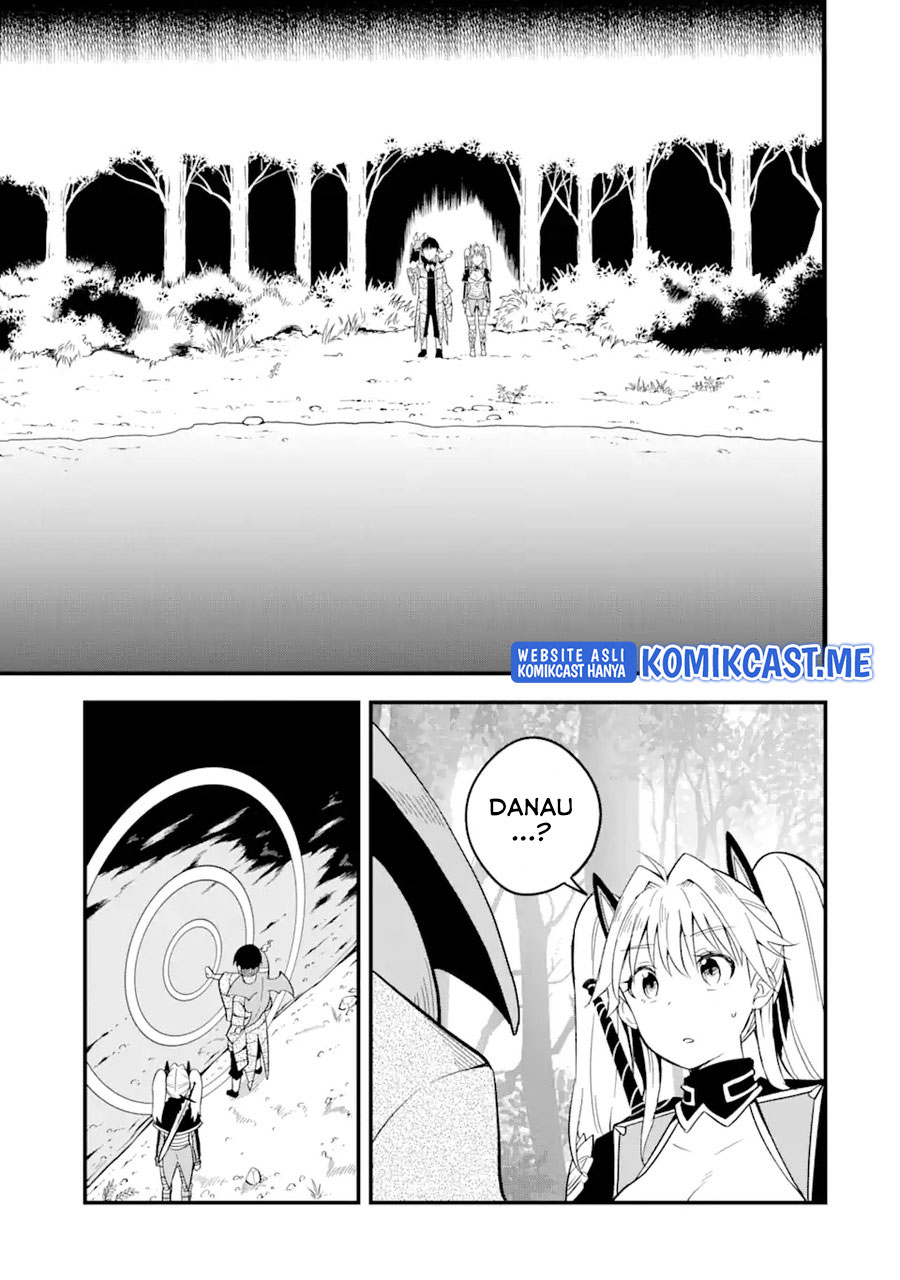 WEBSITE ASLI
KOMIKCAST HANYA
KOMIKCAST.ME
DANAU
...?